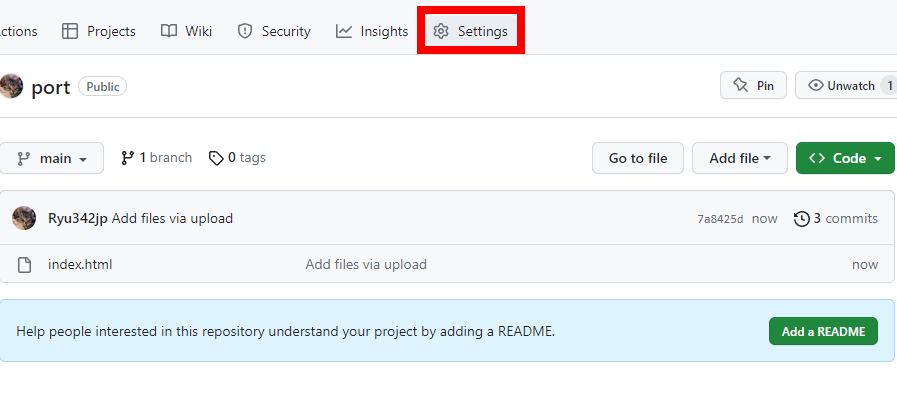 ctions Projects Wiki Security Insights Settings
port Public Pin Unwatch 1
main 1 branch 0 tags Go to file Add file Code
Ryu342jp Add files via upload 7a8425d now 3 commits
index.html Add files via upload now
Help people interested in this repository understand your project by adding a README. Add a README